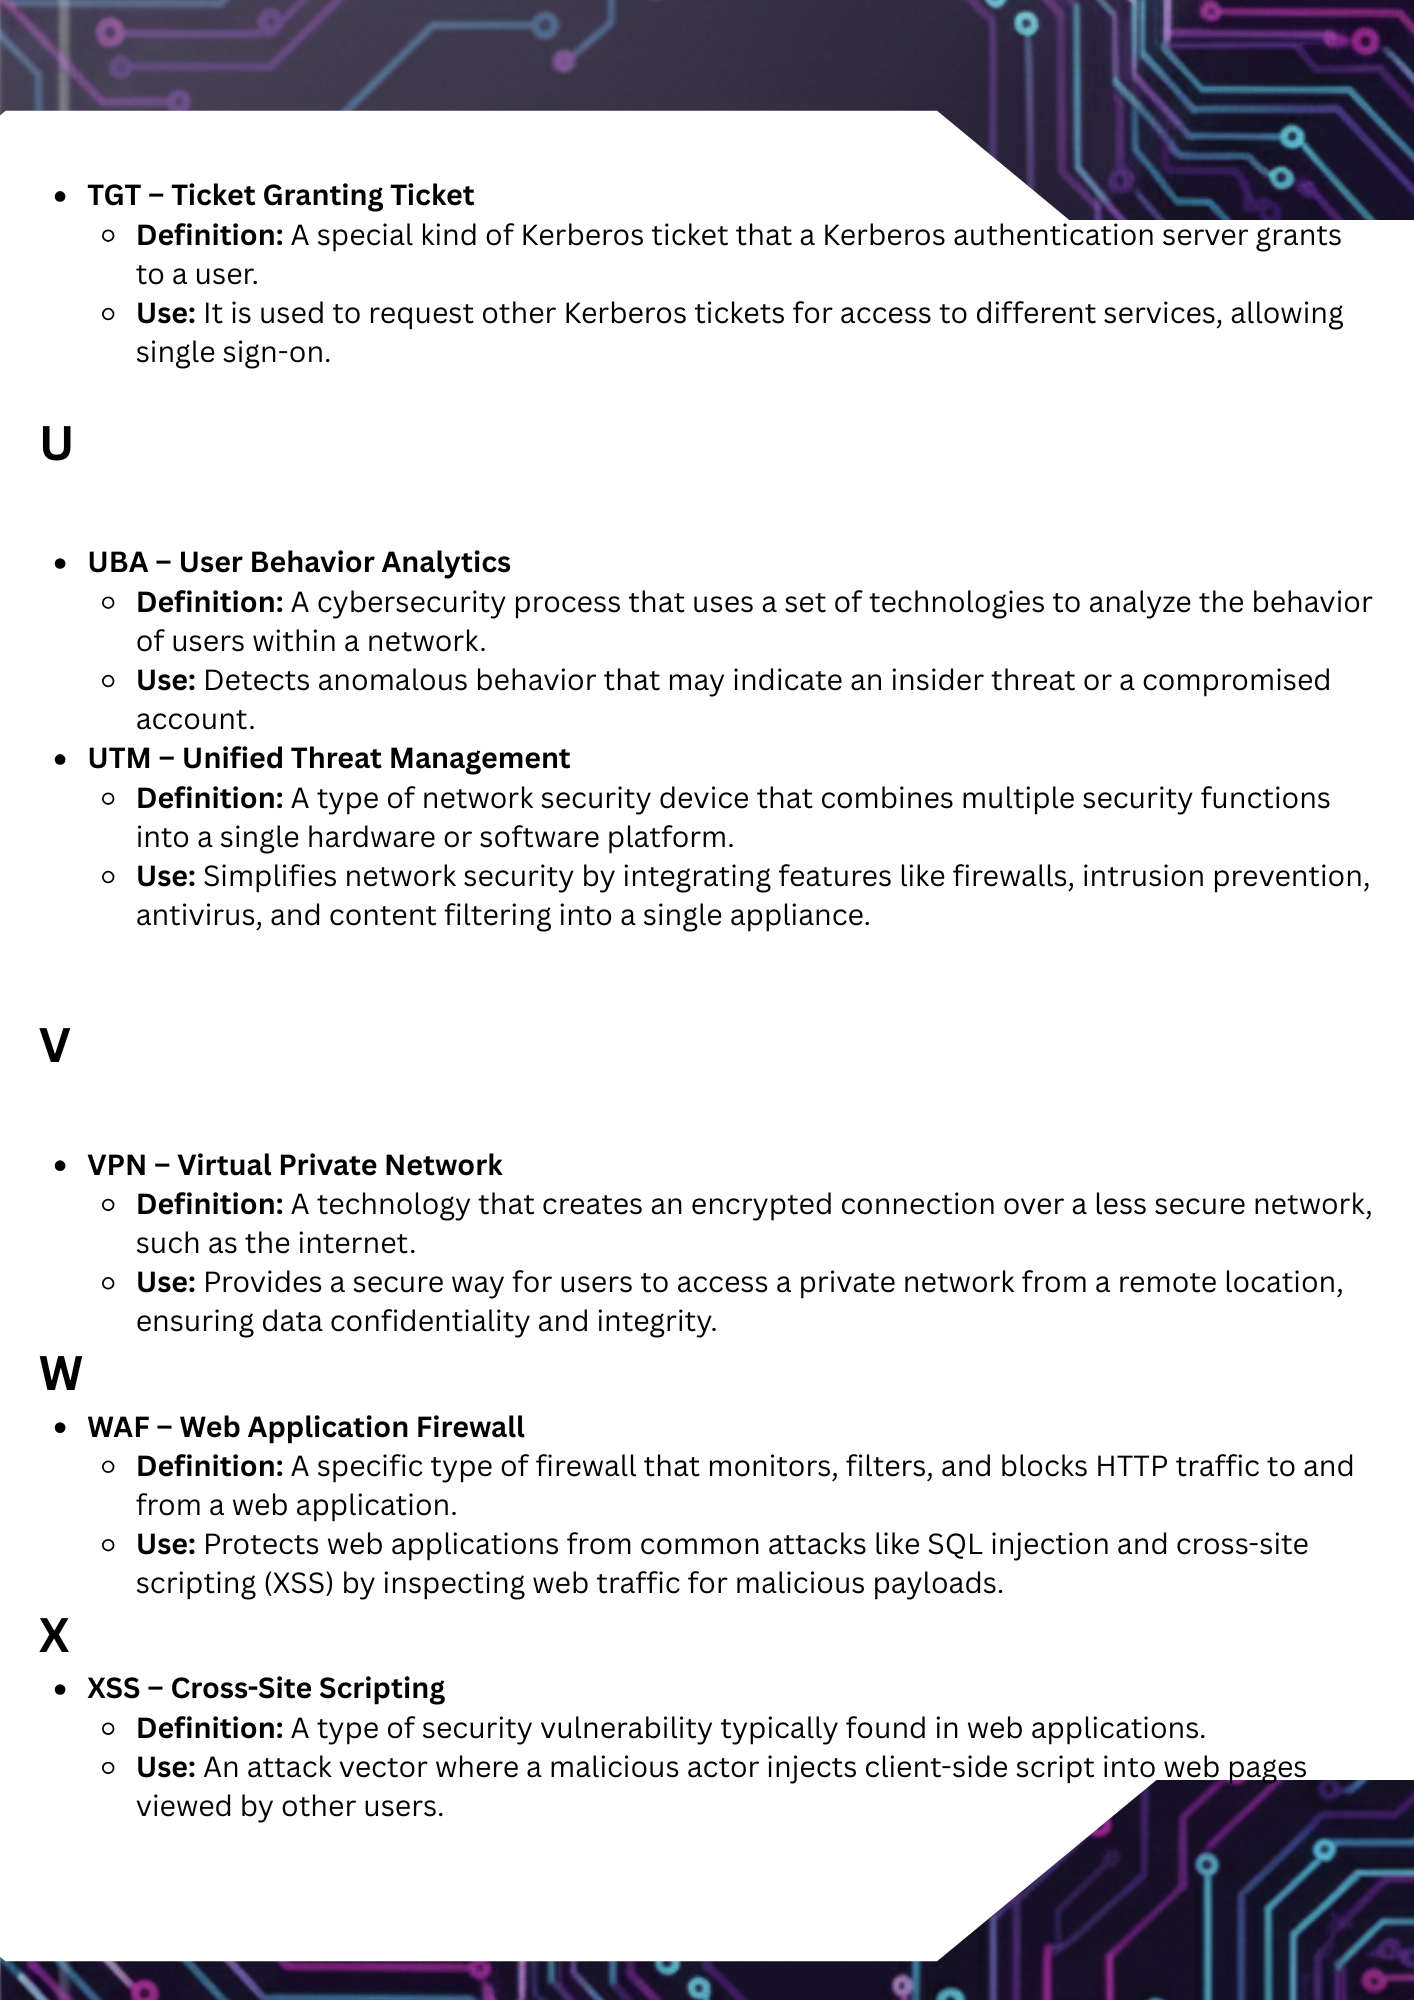 • TGT – Ticket Granting Ticket
◦ Definition: A special kind of Kerberos ticket that a Kerberos authentication server grants
to a user.
◦ Use: It is used to request other Kerberos tickets for access to different services, allowing
single sign-on.
U
• UBA – User Behavior Analytics
◦ Definition: A cybersecurity process that uses a set of technologies to analyze the behavior
of users within a network.
◦ Use: Detects anomalous behavior that may indicate an insider threat or a compromised
account.
• UTM – Unified Threat Management
◦ Definition: A type of network security device that combines multiple security functions
into a single hardware or software platform.
◦ Use: Simplifies network security by integrating features like firewalls, intrusion prevention,
antivirus, and content filtering into a single appliance.
V
• VPN – Virtual Private Network
◦ Definition: A technology that creates an encrypted connection over a less secure network,
such as the internet.
◦ Use: Provides a secure way for users to access a private network from a remote location,
ensuring data confidentiality and integrity.
W
• WAF – Web Application Firewall
◦ Definition: A specific type of firewall that monitors, filters, and blocks HTTP traffic to and
from a web application.
◦ Use: Protects web applications from common attacks like SQL injection and cross-site
scripting (XSS) by inspecting web traffic for malicious payloads.
X
• XSS – Cross-Site Scripting
◦ Definition: A type of security vulnerability typically found in web applications.
◦ Use: An attack vector where a malicious actor injects client-side script into web pages
viewed by other users.